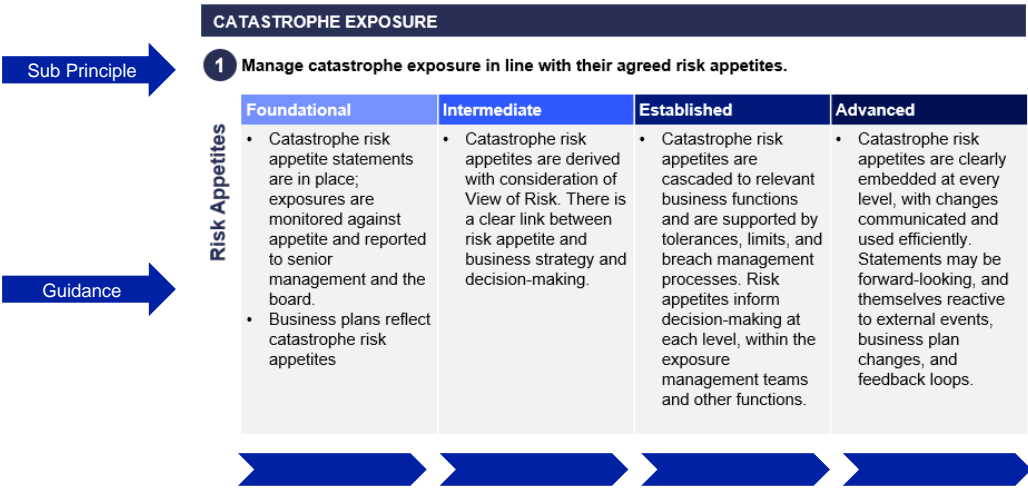 CATASTROPHE EXPOSURE
Sub Principle
1 Manage catastrophe exposure in line with their agreed risk appetites.
Risk Appetites
Guidance
Foundational
• Catastrophe risk
appetite statements
are in place;
exposures are
monitored against
appetite and reported
to senior
management and the
board.
• Business plans reflect
catastrophe risk
appetites
Intermediate
• Catastrophe risk
appetites are derived
with consideration of
View of Risk. There is
a clear link between
risk appetite and
business strategy and
decision-making.
Established
• Catastrophe risk
appetites are
cascaded to relevant
business functions
and are supported by
tolerances, limits, and
breach management
processes. Risk
appetites inform
decision-making at
each level, within the
exposure
management teams
and other functions.
Advanced
• Catastrophe risk
appetites are clearly
embedded at every
level, with changes
communicated and
used efficiently.
Statements may be
forward-looking, and
themselves reactive
to external events,
business plan
changes, and
feedback loops.